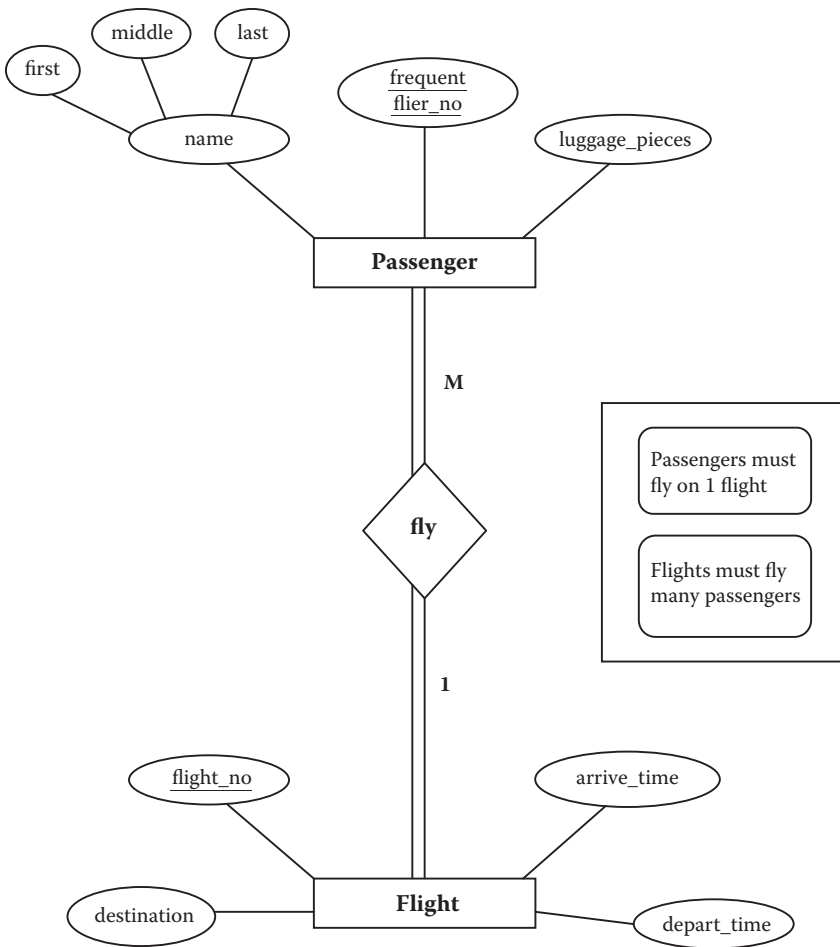 middle
last
first
frequent
flier_no
name
luggage_pieces
Passenger
M
Passengers must
fly on 1 flight
fly
Flights must fly
many passengers
1
flight_no
arrive_time
destination
Flight
depart_time